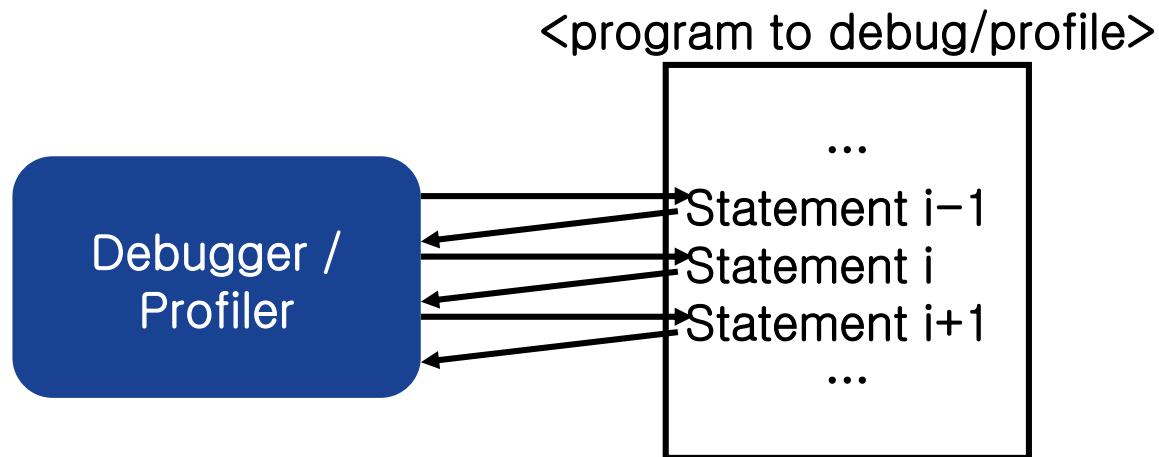 <program to debug/profile>
...
Debugger /
Profiler
Statement i-1
Statement i
Statement i+1
...